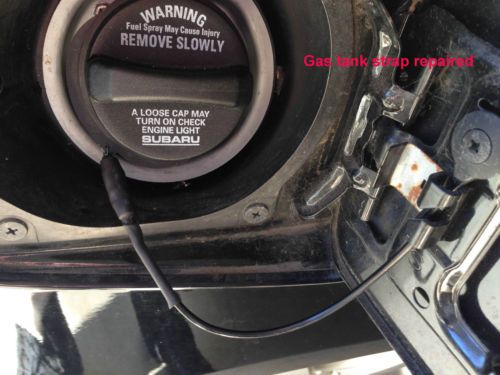 WARNING
Fuel Spray May Cause Injury
REMOVE SLOWLY
Gas tank strap repaired
A LOOSE CAP MAY
TURN ON CHECK
ENGINE LIGHT
SUBARU